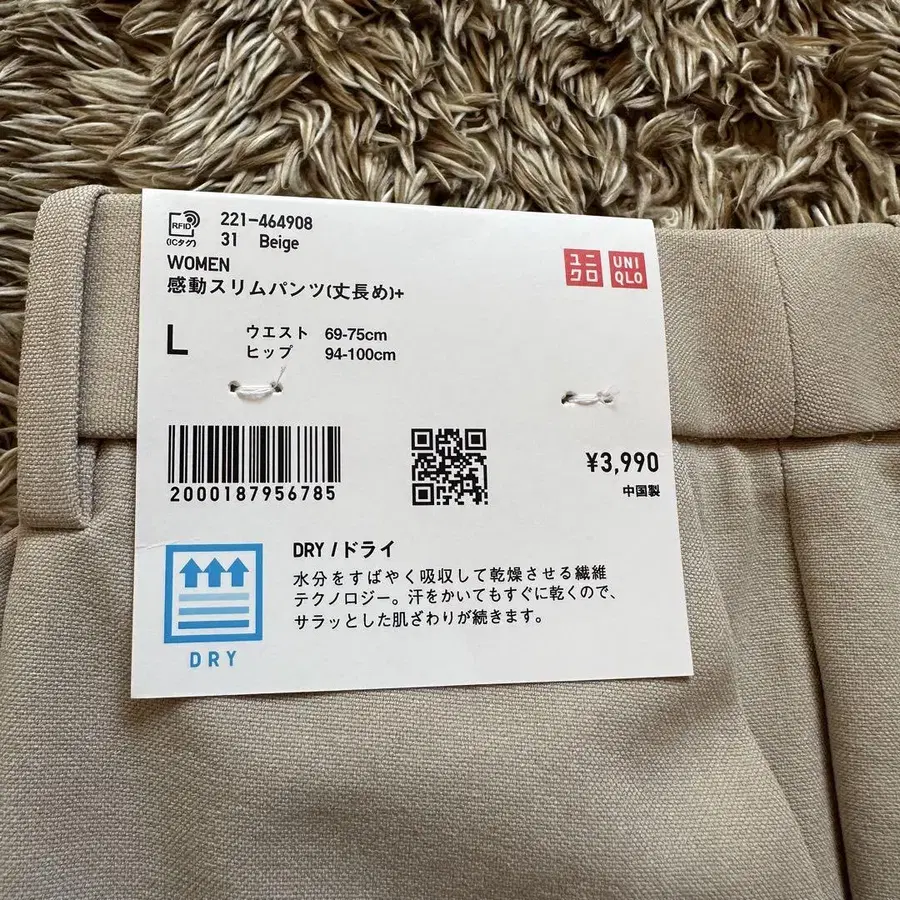 RFID
(ICタグ)
221-464908
31 Beige
WOMEN
感動スリムパンツ(丈長め)+
ユニクロ
UNIQLO
L
ウエスト 69-75cm
ヒップ 94-100cm
2000187956785
¥3,990
中国製
DRY
DRY / ドライ
水分をすばやく吸収して乾燥させる繊維
テクノロジー。汗をかいてもすぐに乾くので、
サラッとした肌ざわりが続きます。